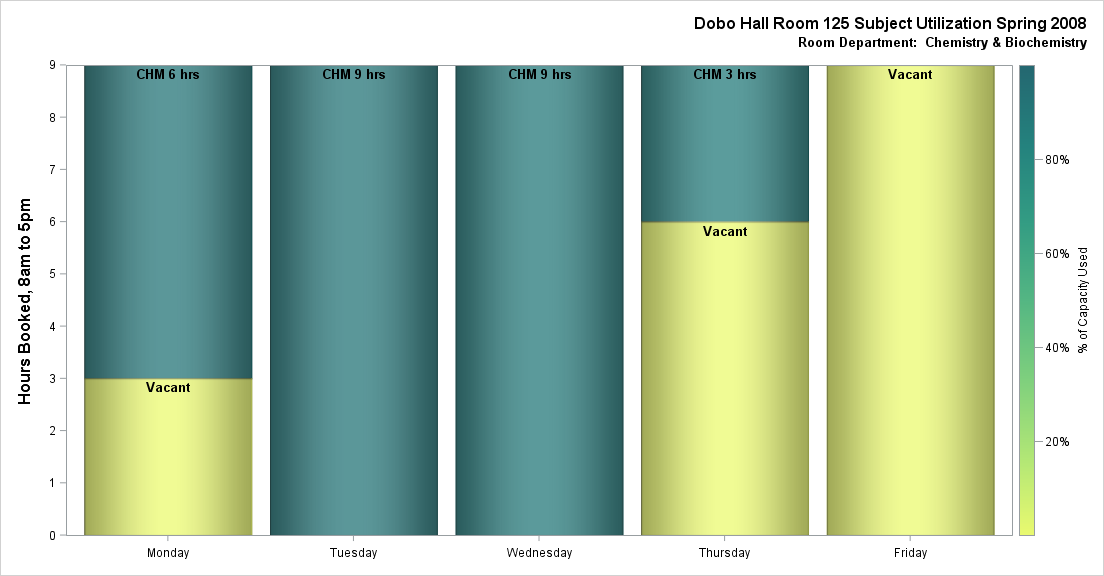 Dobo Hall Room 125 Subject Utilization Spring 2008
Room Department:  Chemistry & Biochemistry
Hours Booked, 8am to 5pm
9
8
7
6
5
4
3
2
1
0
CHM 6 hrs
CHM 9 hrs
CHM 9 hrs
CHM 3 hrs
Vacant
Vacant
Vacant
Monday
Tuesday
Wednesday
Thursday
Friday
80%
60%
40%
20%
% of Capacity Used